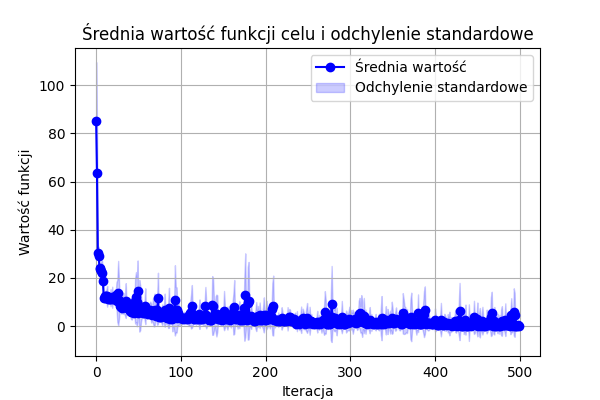 Średnia wartość funkcji celu i odchylenie standardowe
Średnia wartość
Odchylenie standardowe
Wartość funkcji
100
80
60
40
20
0
0 100 200 300 400 500
Iteracja